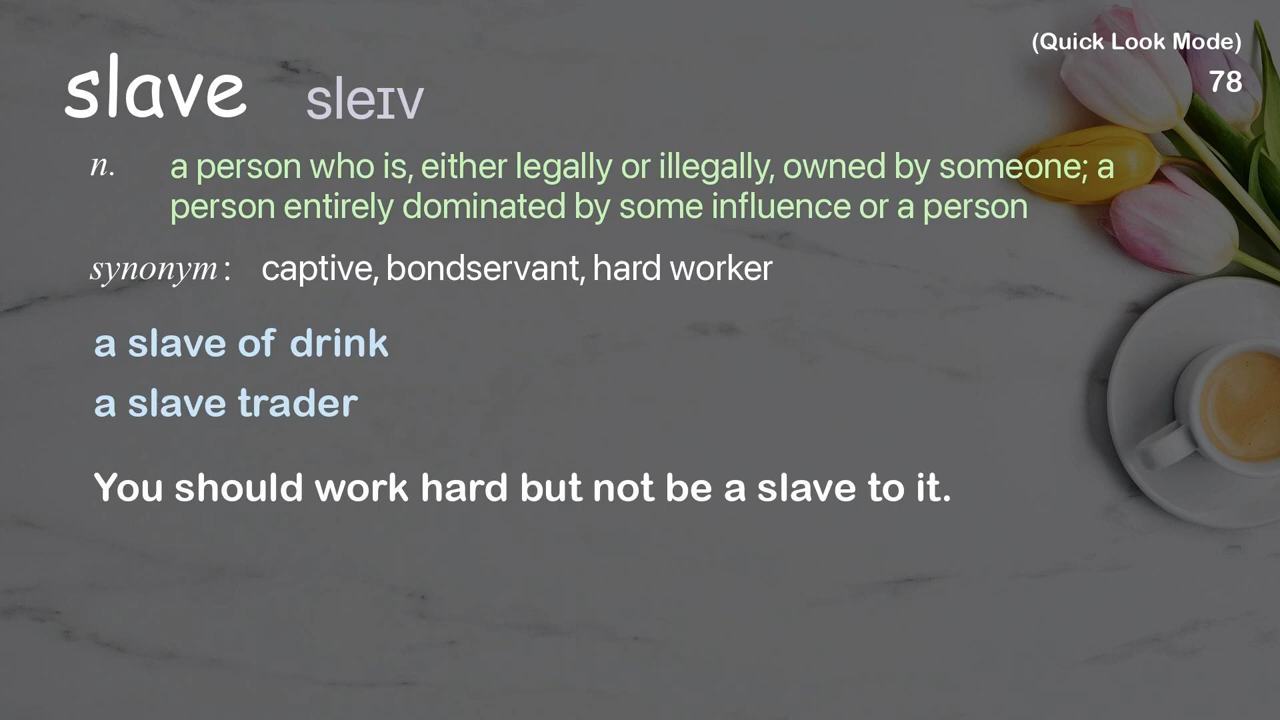 (Quick Look Mode)
78
slave sleɪv
n. a person who is, either legally or illegally, owned by someone; a
person entirely dominated by some influence or a person
synonym: captive, bondservant, hard worker
a slave of drink
a slave trader
You should work hard but not be a slave to it.